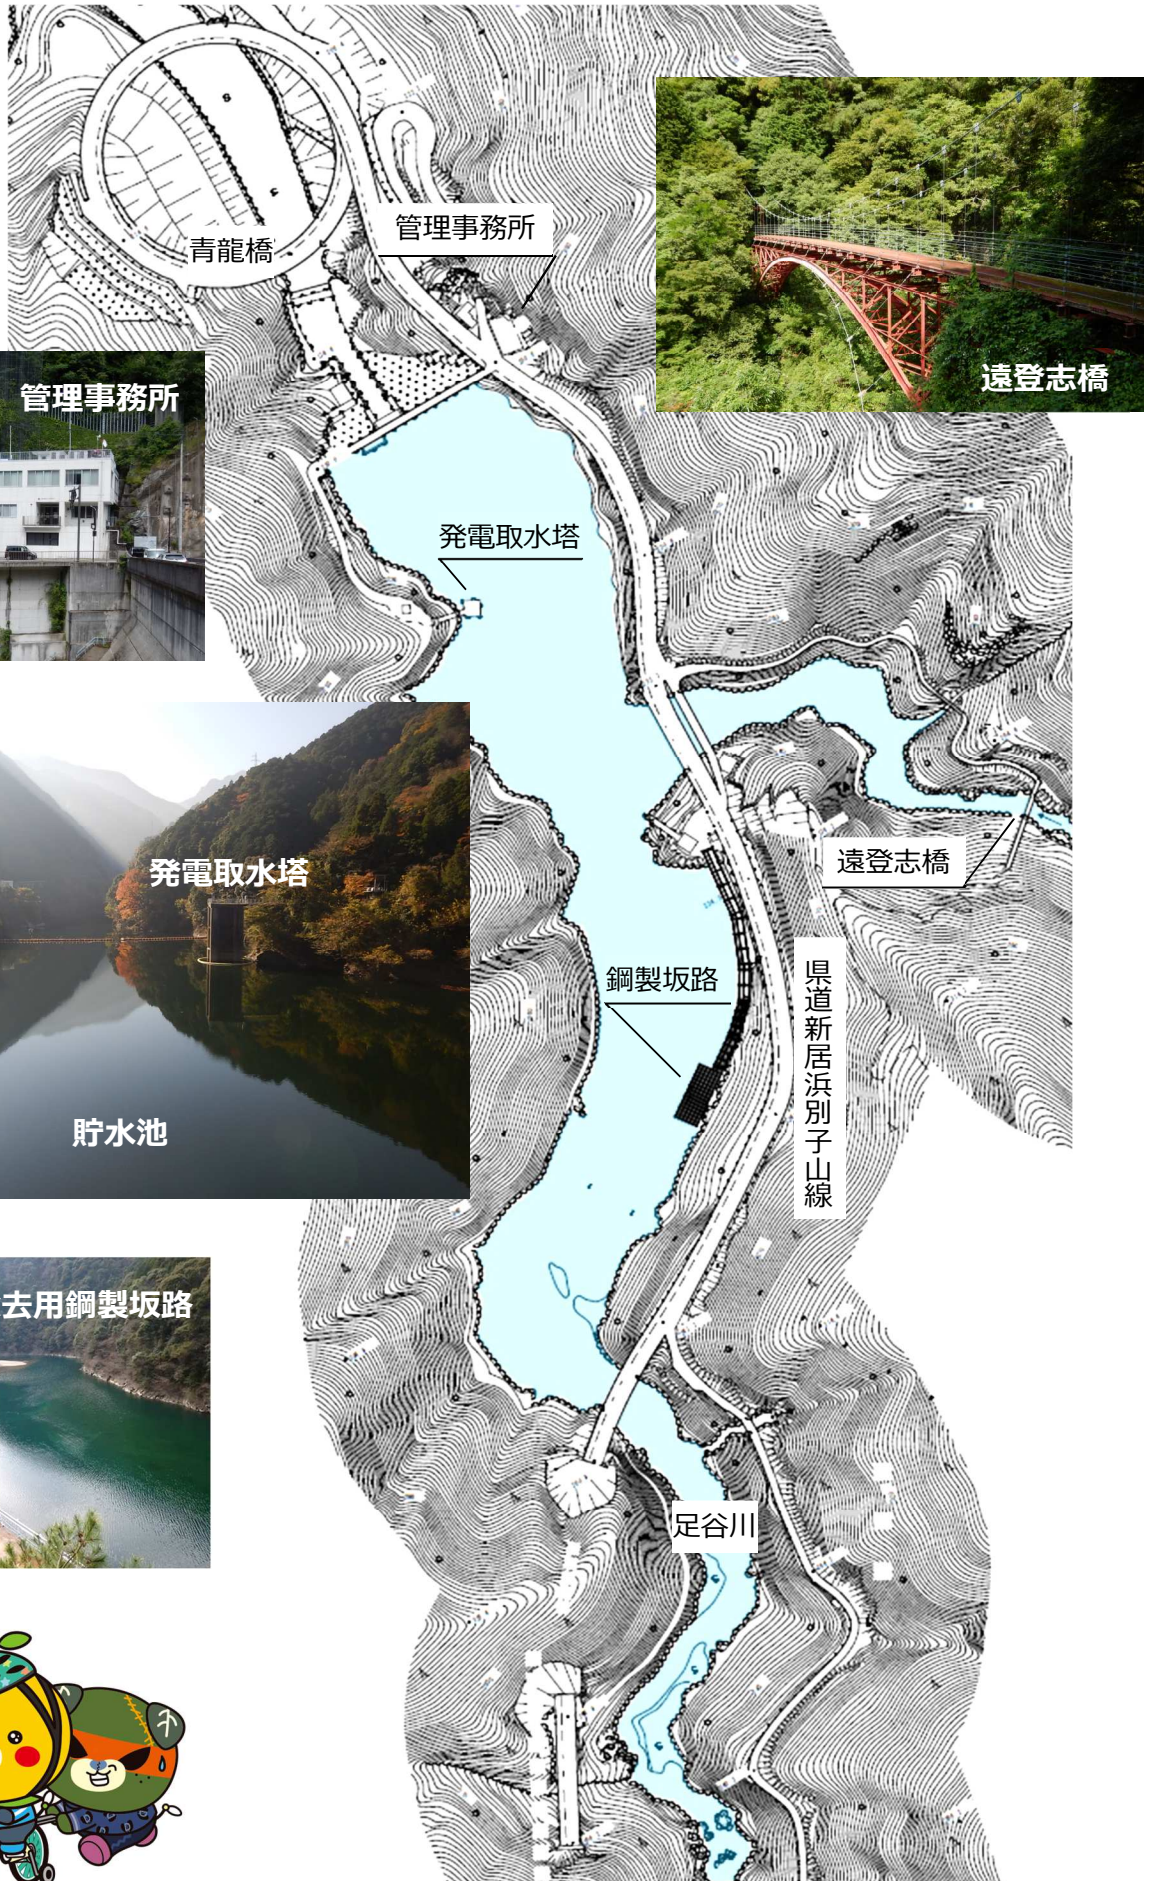 青龍橋
管理事務所
遠登志橋
管理事務所
発電取水塔
発電取水塔
遠登志橋
鋼製坂路
県道新居浜別子山線
貯水池
去用鋼製坂路
足谷川